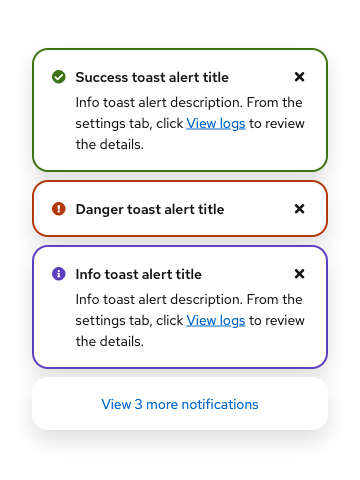 Success toast alert title
Info toast alert description. From the
settings tab, click View logs to review
the details.
Danger toast alert title
Info toast alert title
Info toast alert description. From the
settings tab, click View logs to review
the details.
View 3 more notifications